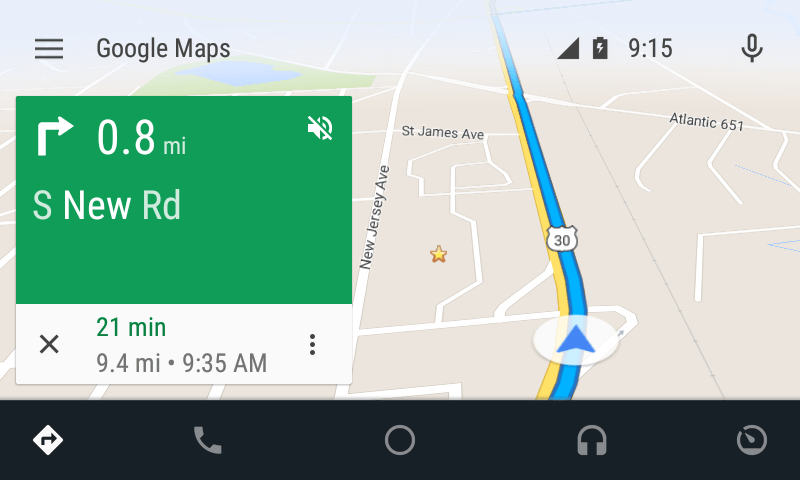 Google Maps
9:15
0.8 mi
S New Rd
21 min
9.4 mi • 9:35 AM
St James Ave
Atlantic 651
New Jersey Ave
30